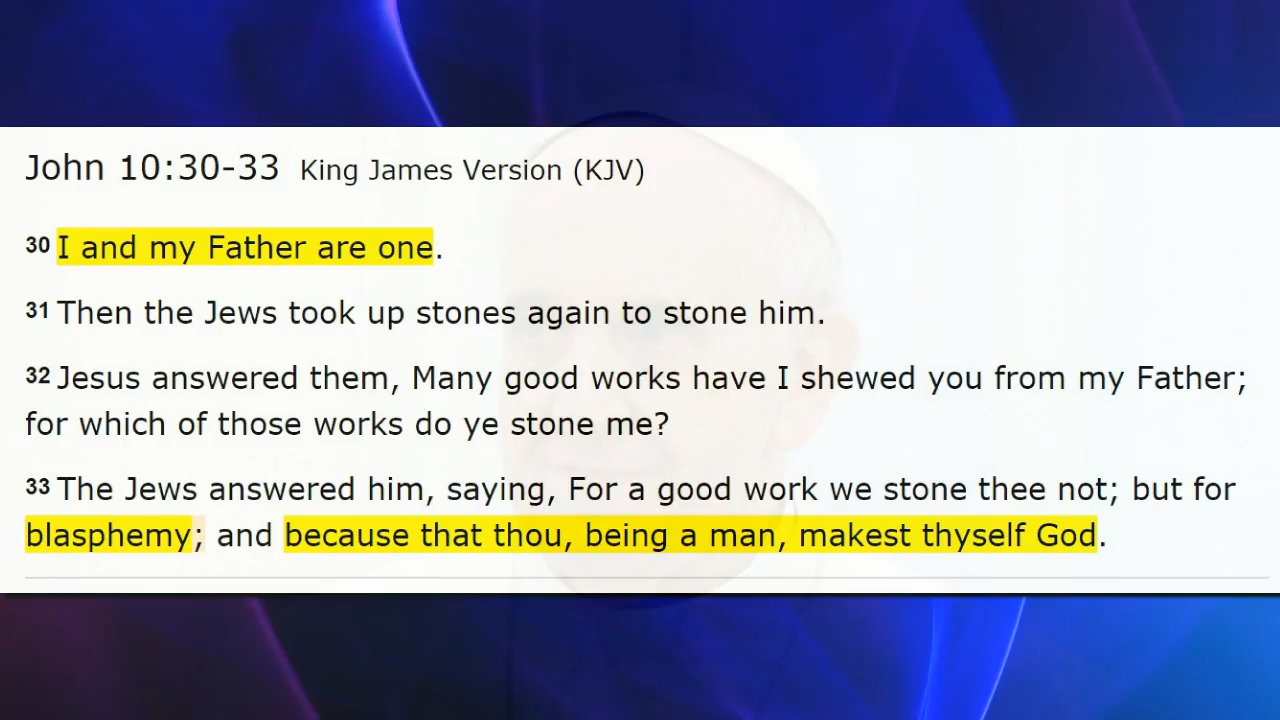 John 10:30-33 King James Version (KJV)
30 I and my Father are one.
31 Then the Jews took up stones again to stone him.
32 Jesus answered them, Many good works have I shewed you from my Father;
for which of those works do ye stone me?
33 The Jews answered him, saying, For a good work we stone thee not; but for
blasphemy; and because that thou, being a man, makest thyself God.